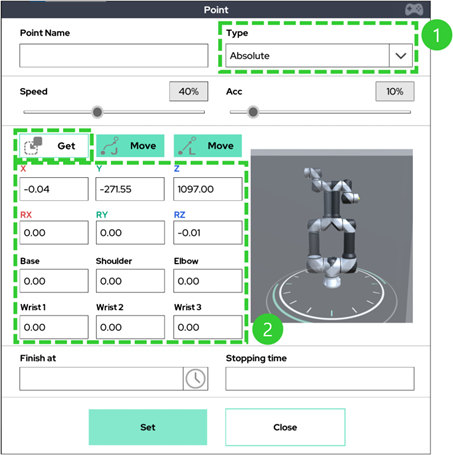 Point
Point Name
Type
1
Absolute
Speed
40%
Acc
10%
Get
J
Move
L
Move
X
Y
Z
-0.04
-271.55
1097.00
RX
RY
RZ
0.00
0.00
-0.01
Base
Shoulder
Elbow
0.00
0.00
0.00
Wrist 1
Wrist 2
Wrist 3
0.00
0.00
0.00
2
Finish at
Stopping time
Set
Close